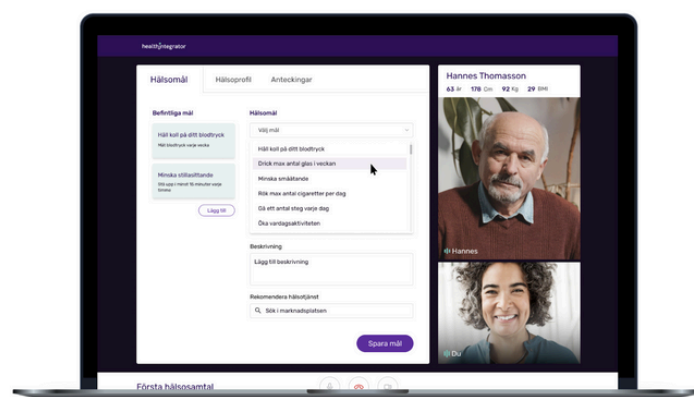 healthintegrator
Hälsomål
Hälsoprofil
Anteckningar
Befintliga mål
Håll koll på ditt blodtryck
Mät blodtryck varje vecka
Minska stillasittande
Stå upp i minst 15 minuter varje
timma
Lägg till
Hälsomål
Välj mål
Håll koll på ditt blodtryck
Drick max antal glas i veckan
Minska småätande
Rök max antal cigaretter per dag
Gå ett antal steg varje dag
Öka vardagsaktiviteten
Beskrivning
Lägg till beskrivning
Rekomendera hälsotjänst
Sök i marknadsplatsen
Spara mål
Hannes Thomasson
63 år 178 Cm 92 Kg 29 BMI
Hannes
Du
Första hälsosamtal